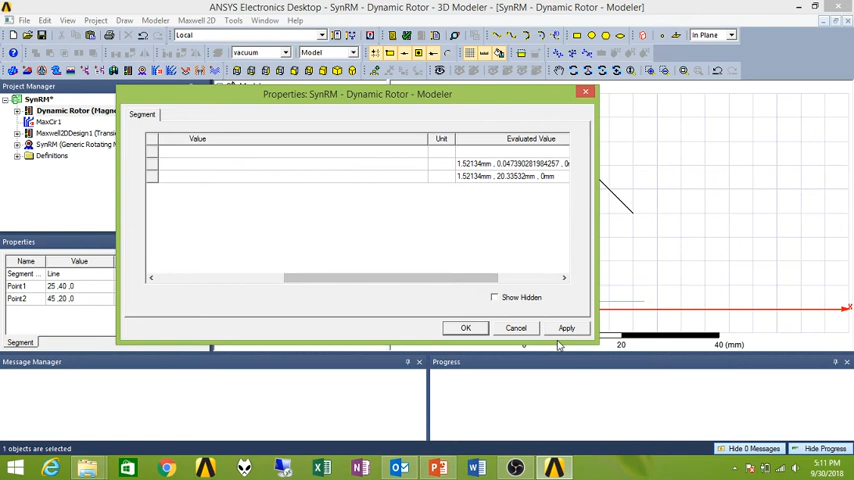 ANSYS Electronics Desktop - SynRM - Dynamic Rotor - 3D Modeler - [SynRM - Dynamic Rotor - Modeler]
File Edit View Project Draw Modeler Maxwell 2D Tools Window Help
Local In Plane
vacuum Model
Project Manager
SynRM*
Dynamic Rotor (Magne
MaxCir1
Maxwell2DDesign1 (Transi
SynRM (Generic Rotating M
Definitions
Properties
Name Value
Segment ... Line
Point1 25 ,40 ,0
Point2 45 ,20 ,0
Segment
Properties: SynRM - Dynamic Rotor - Modeler
Segment
Value Unit Evaluated Value
1.52134mm , 0.047390281984257 , 0r
1.52134mm , 20.33532mm , 0mm
Show Hidden
OK Cancel Apply
X
20 40 (mm)
Message Manager Progress
1 objects are selected
Hide 0 Messages Hide Progress
5:11 PM
9/30/2018